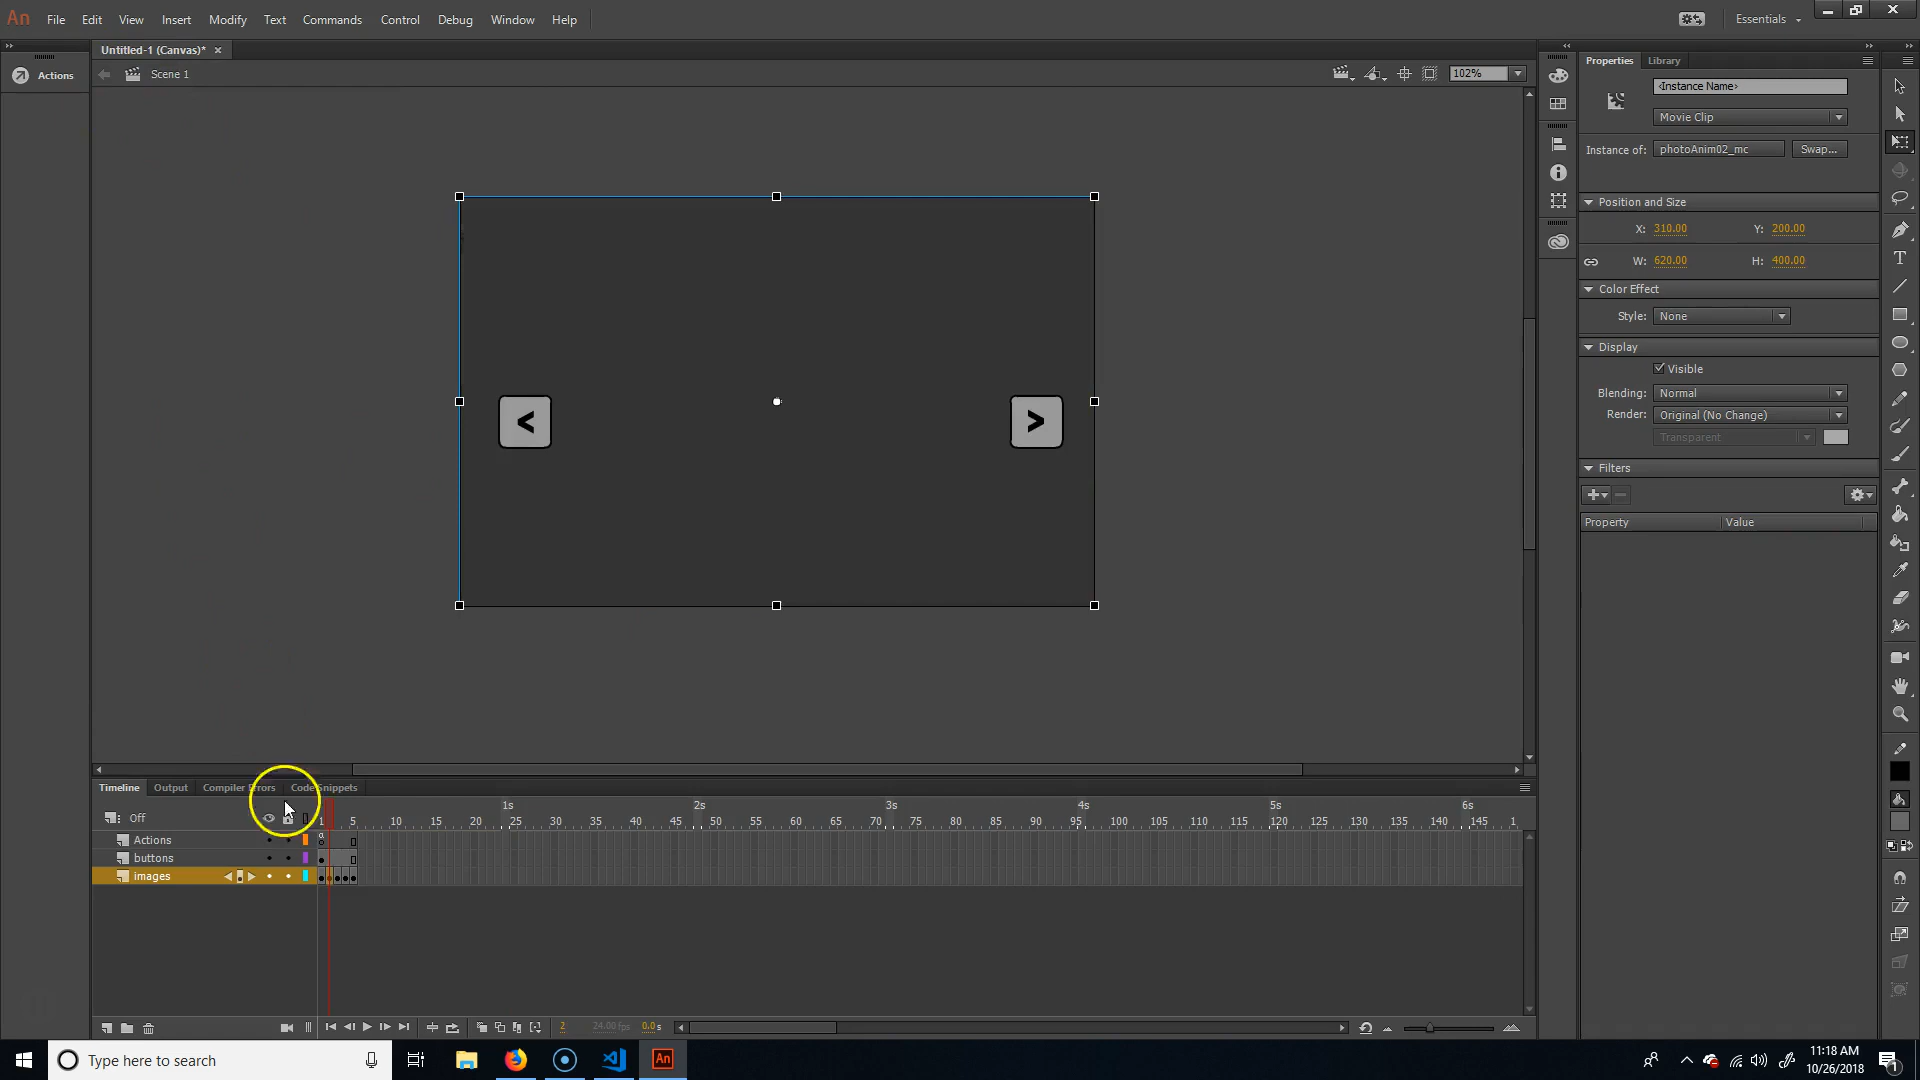 An File Edit View Insert Modify Text Commands Control Debug Window Help Essentials
Untitled-1 (Canvas)* ×
Actions
Scene 1
102%
Properties Library
<Instance Name>
Movie Clip
Instance of: photoAnim02_mc Swap...
Position and Size
X: 310.00 Y: 200.00
W: 620.00 H: 400.00
Color Effect
Style: None
Display
Visible
Blending: Normal
Render: Original (No Change)
Transparent
Filters
Property Value
< >
Timeline Output Compiler Errors Code Snippets
1s 2s 3s 4s 5s 6s
Off 1 5 10 15 20 25 30 35 40 45 50 55 60 65 70 75 80 85 90 95 100 105 110 115 120 125 130 135 140 145 1
Actions
buttons
images
2 24.00 fps 0.0s
Type here to search
An
11:18 AM
10/26/2018
1